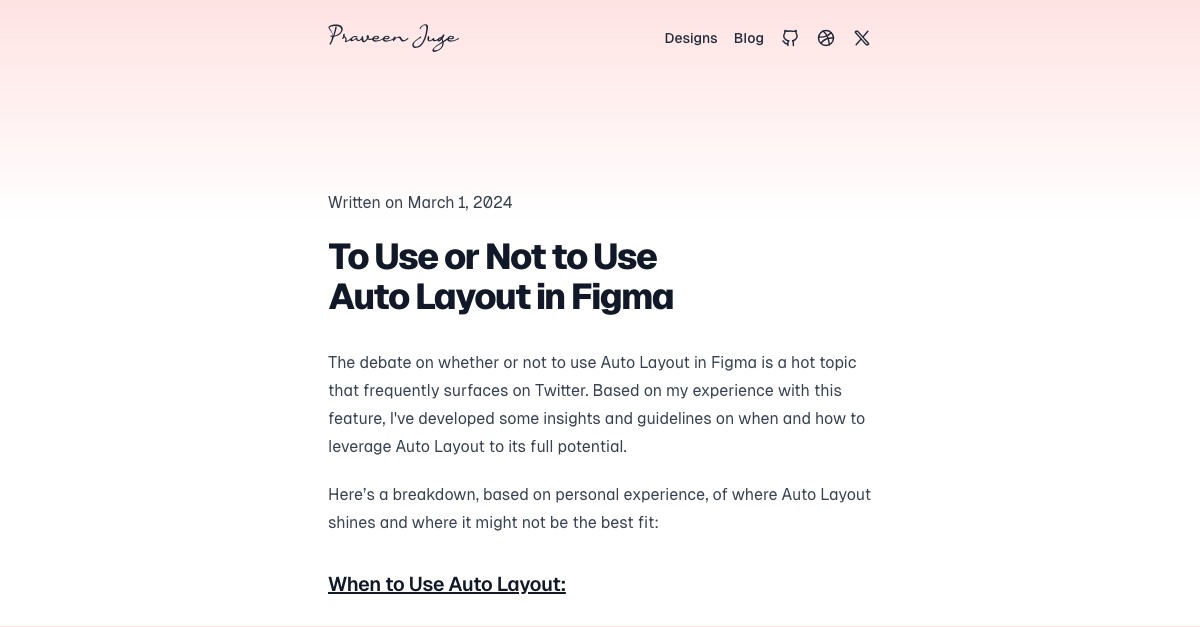 Praveen Juge
Designs Blog
Written on March 1, 2024
To Use or Not to Use
Auto Layout in Figma
The debate on whether or not to use Auto Layout in Figma is a hot topic
that frequently surfaces on Twitter. Based on my experience with this
feature, I've developed some insights and guidelines on when and how to
leverage Auto Layout to its full potential.
Here’s a breakdown, based on personal experience, of where Auto Layout
shines and where it might not be the best fit:
When to Use Auto Layout: